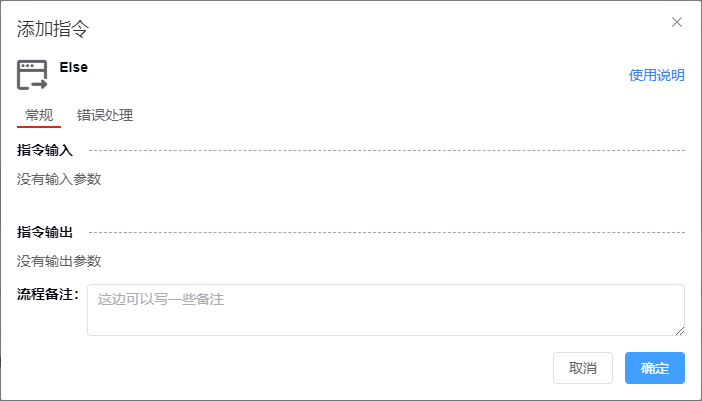 添加指令
Else
使用说明
常规 错误处理
指令输入
没有输入参数
指令输出
没有输出参数
流程备注：
这边可以写一些备注
取消 确定